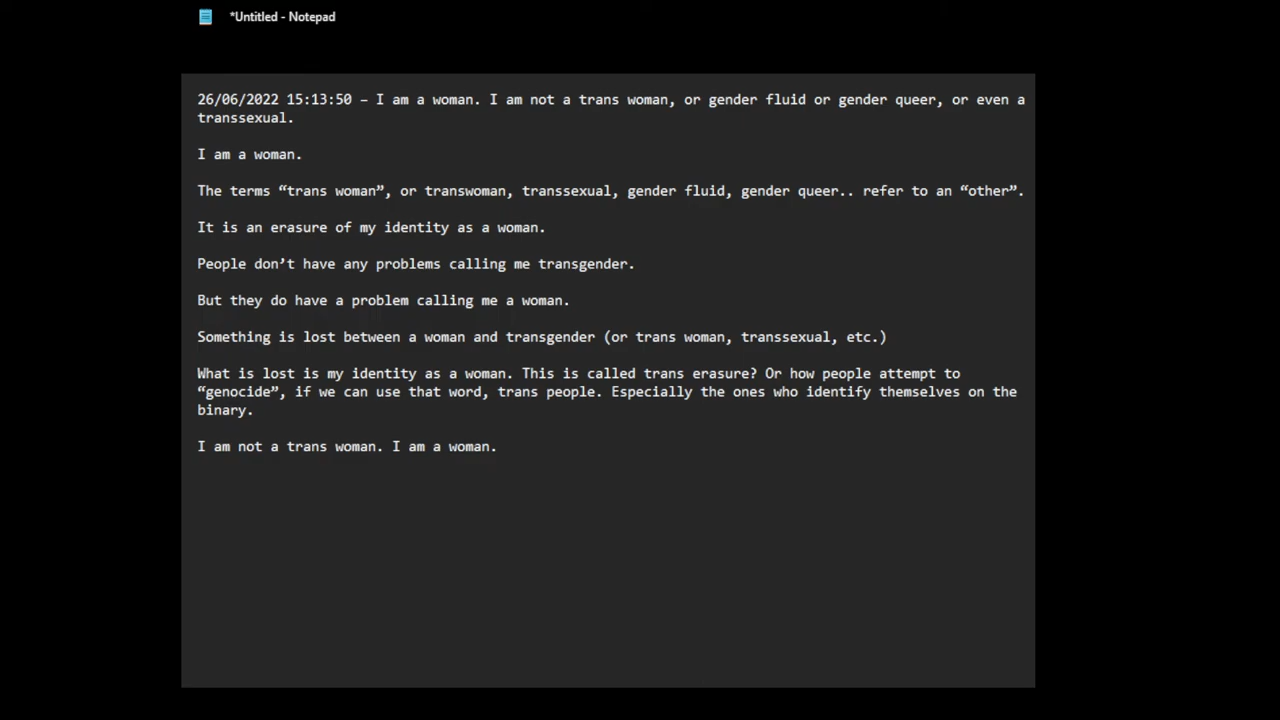 *Untitled - Notepad
26/06/2022 15:13:50 – I am a woman. I am not a trans woman, or gender fluid or gender queer, or even a
transsexual.
I am a woman.
The terms “trans woman”, or transwoman, transsexual, gender fluid, gender queer.. refer to an “other”.
It is an erasure of my identity as a woman.
People don’t have any problems calling me transgender.
But they do have a problem calling me a woman.
Something is lost between a woman and transgender (or trans woman, transsexual, etc.)
What is lost is my identity as a woman. This is called trans erasure? Or how people attempt to
“genocide”, if we can use that word, trans people. Especially the ones who identify themselves on the
binary.
I am not a trans woman. I am a woman.